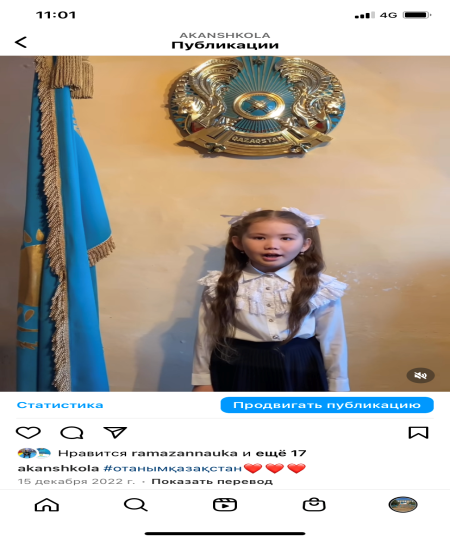 11:01
4G
AKANSHKOLA
Публикации
QAZAQSTAN
Статистика
Продвигать публикацию
Нравится ramazannauka и ещё 17
akanshkola #отанымқазақстан❤️❤️❤️
15 декабря 2022 г. · Показать перевод